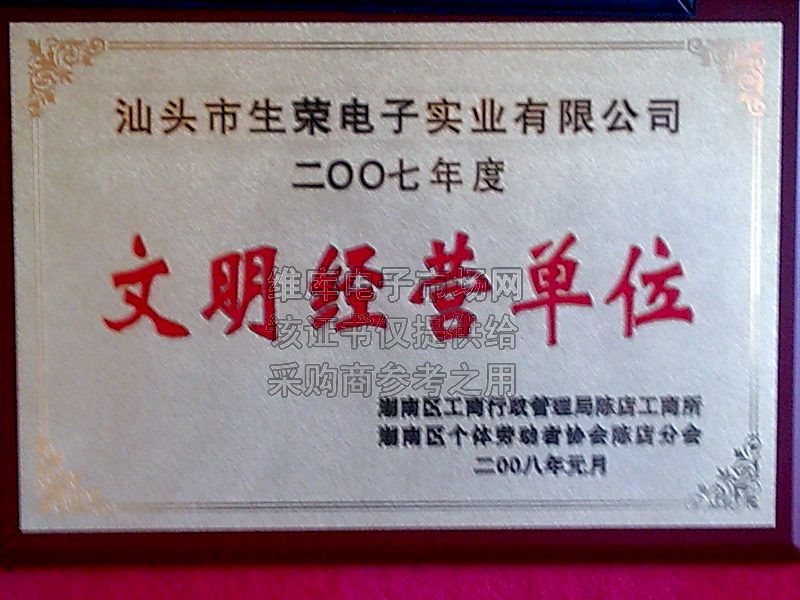 汕头市生荣电子实业有限公司
二〇〇七年度
文明经营单位
维库电子市场网
该证书仅提供给
采购商参考之用
潮南区工商行政管理局陈店工商所
潮南区个体劳动者协会陈店分会
二〇〇八年元月